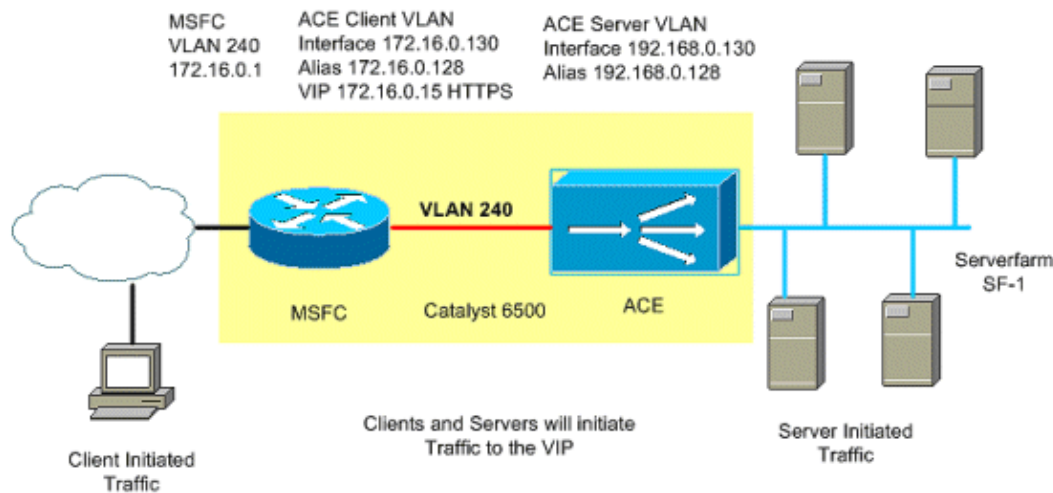 MSFC
VLAN 240
172.16.0.1
ACE Client VLAN
Interface 172.16.0.130
Alias 172.16.0.128
VIP 172.16.0.15 HTTPS
ACE Server VLAN
Interface 192.168.0.130
Alias 192.168.0.128
VLAN 240
MSFC
Catalyst 6500
ACE
Serverfarm
SF-1
Client Initiated
Traffic
Clients and Servers will initiate
Traffic to the VIP
Server Initiated
Traffic